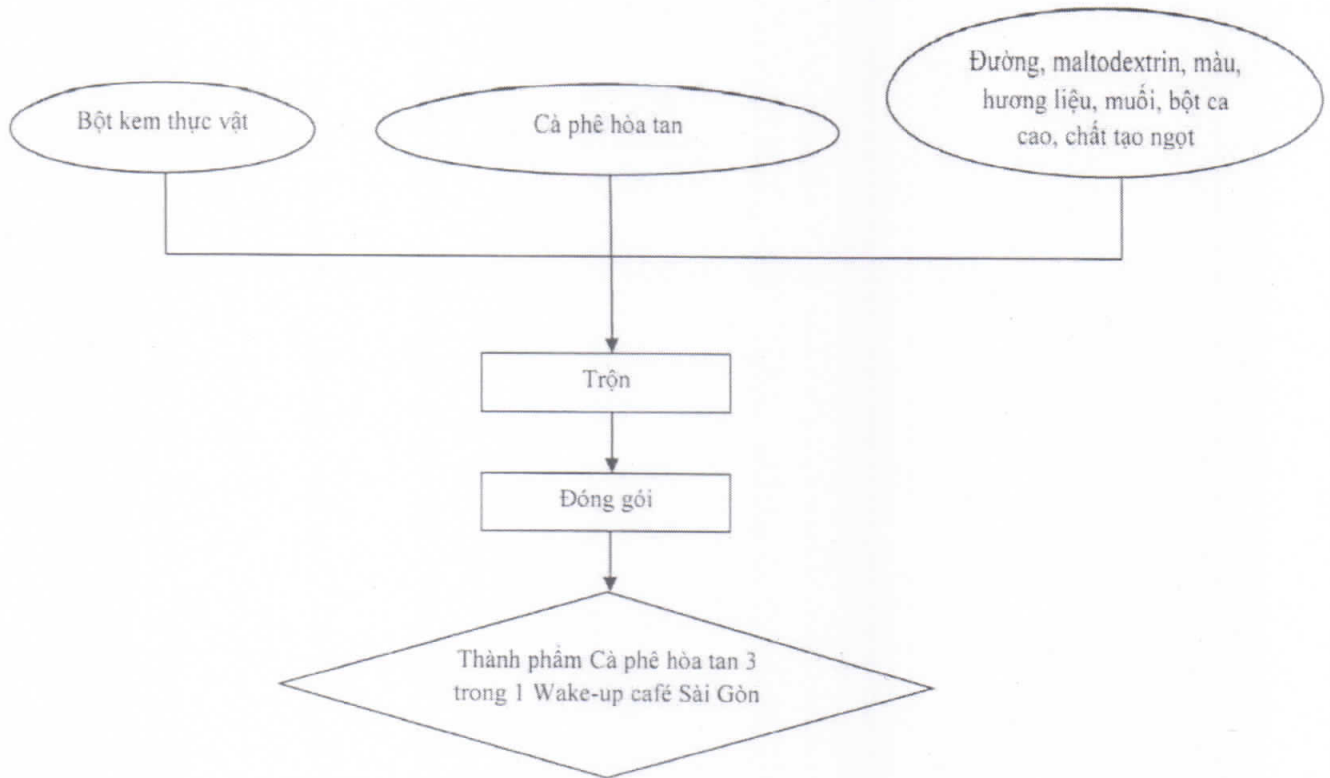 Bột kem thực vật
Cà phê hòa tan
Đường, maltodextrin, màu,
hương liệu, muối, bột ca
cao, chất tạo ngọt
Trộn
Đóng gói
Thành phẩm Cà phê hòa tan 3
trong 1 Wake-up café Sài Gòn